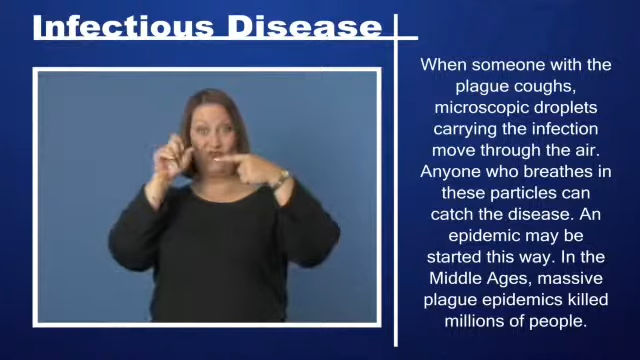 Infectious Disease
When someone with the
plague coughs,
microscopic droplets
carrying the infection
move through the air.
Anyone who breathes in
these particles can
catch the disease. An
epidemic may be
started this way. In the
Middle Ages, massive
plague epidemics killed
millions of people.